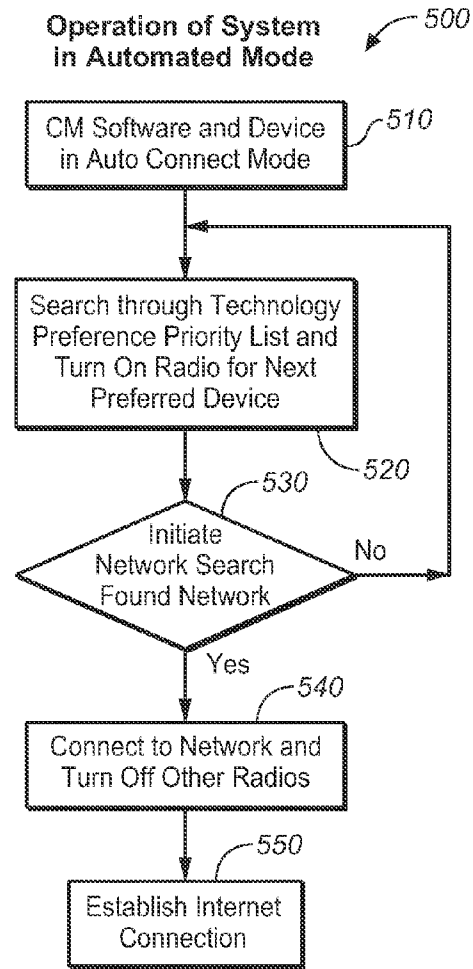 Operation of System
in Automated Mode
500
CM Software and Device
in Auto Connect Mode
510
Search through Technology
Preference Priority List and
Turn On Radio for Next
Preferred Device
520
530
Initiate
Network Search
Found Network
No
Yes
540
Connect to Network and
Turn Off Other Radios
550
Establish Internet
Connection